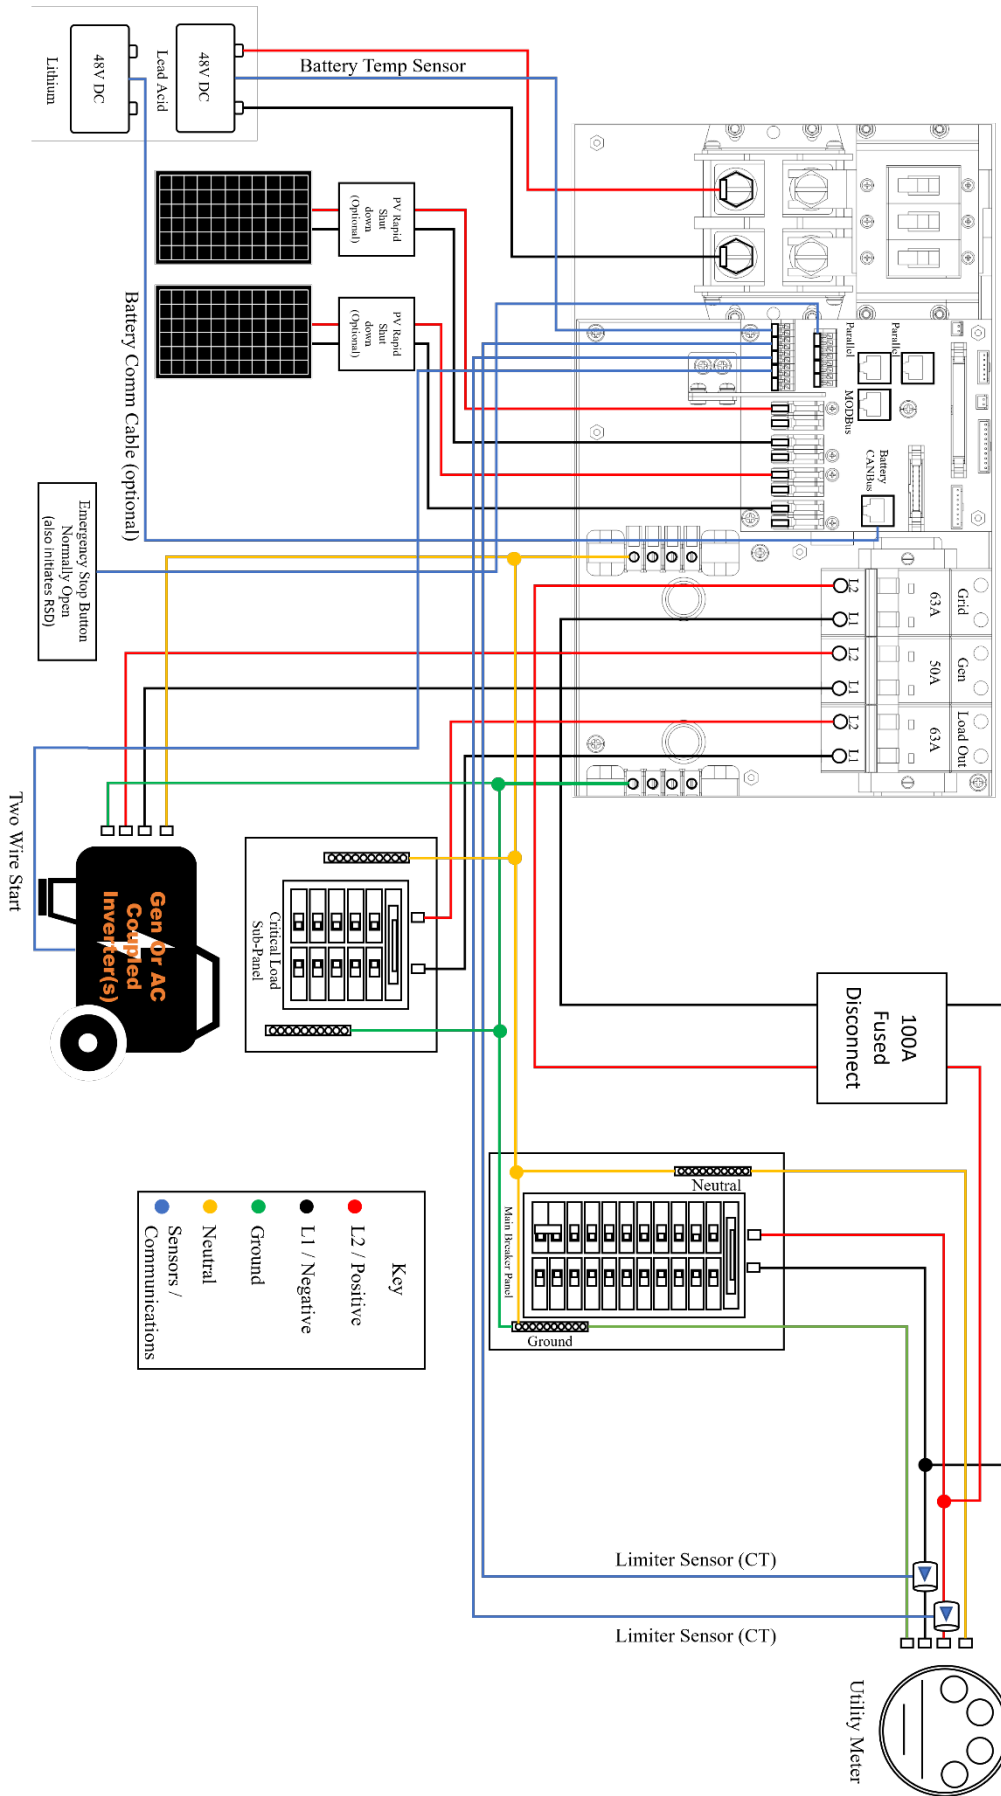 48V DC
Lithium
48V DC
Lead Acid
Battery Temp Sensor
PV Rapid
Shut
down
(Optional)
PV Rapid
Shut
down
(Optional)
Battery Comm Cable (optional)
Parallel
Parallel
MODBus
Battery
CANBus
Emergency Stop Button
Normally Open
(also initiates RSD)
L2
L1
63A
Grid
L2
L1
50A
Gen
L2
L1
63A
Load Out
Two Wire Start
Gen Or AC
Coupled
Inverter(s)
Critical Load
Sub-Panel
100A
Fused
Disconnect
Neutral
Main Breaker Panel
Ground
Key
L2 / Positive
L1 / Negative
Ground
Neutral
Sensors /
Communications
Limiter Sensor (CT)
Limiter Sensor (CT)
Utility Meter